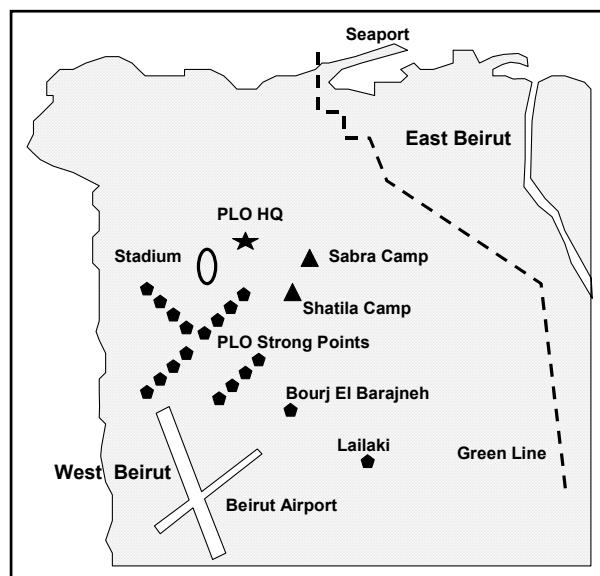 Seaport
East Beirut
PLO HQ
Stadium
Sabra Camp
Shatila Camp
PLO Strong Points
Bourj El Barajneh
Lailaki
Green Line
West Beirut
Beirut Airport